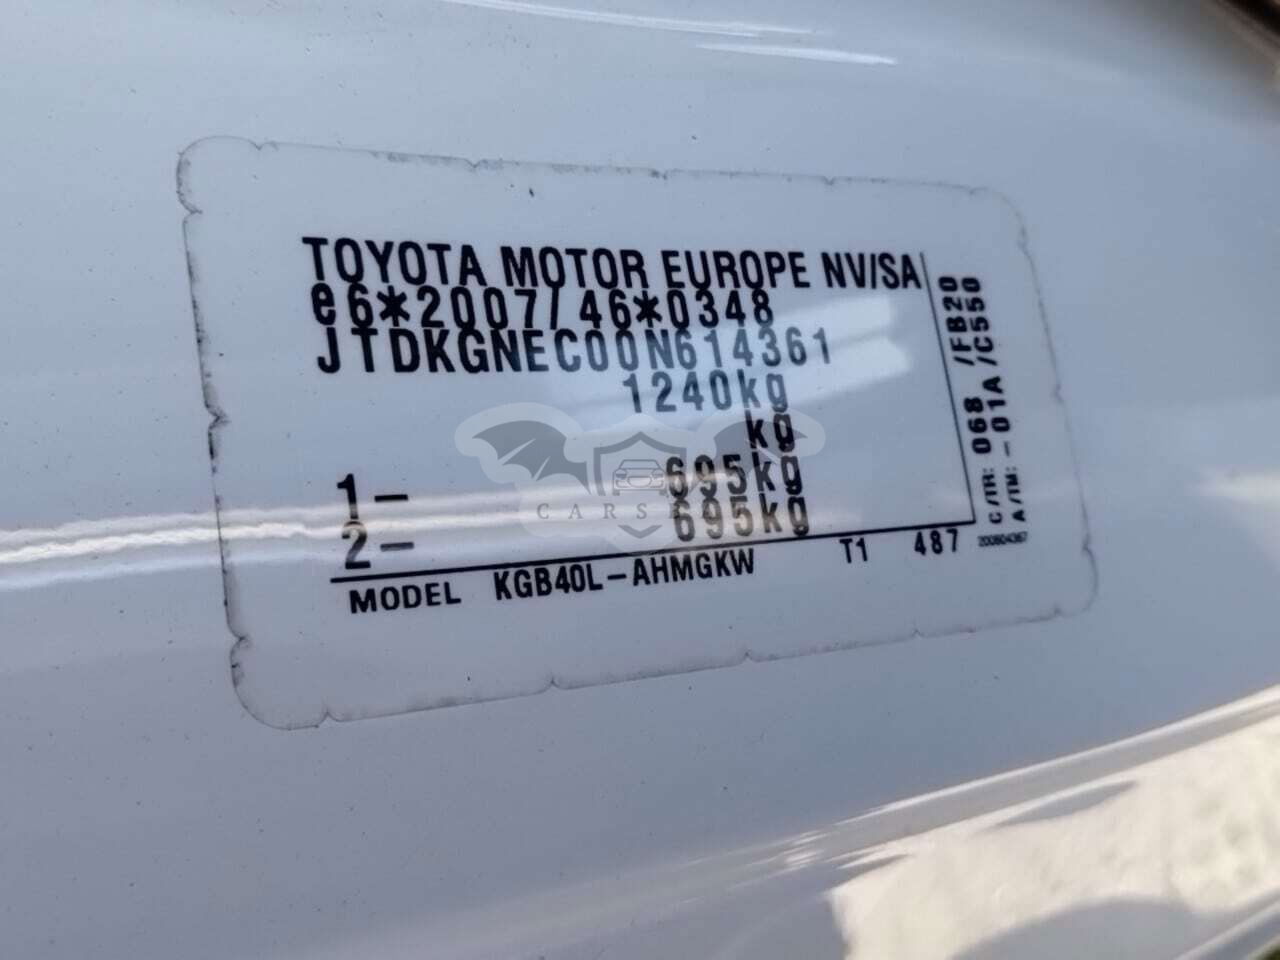 TOYOTA MOTOR EUROPE NV/SA
e6*2007/46*0348
JTDKGNEC00N614361
1240kg
kg
1- 695kg
2- 695kg
MODEL KGB40L-AHMGKW T1 487
C/TR: 068 /FB20
A/TM: -01A /C550